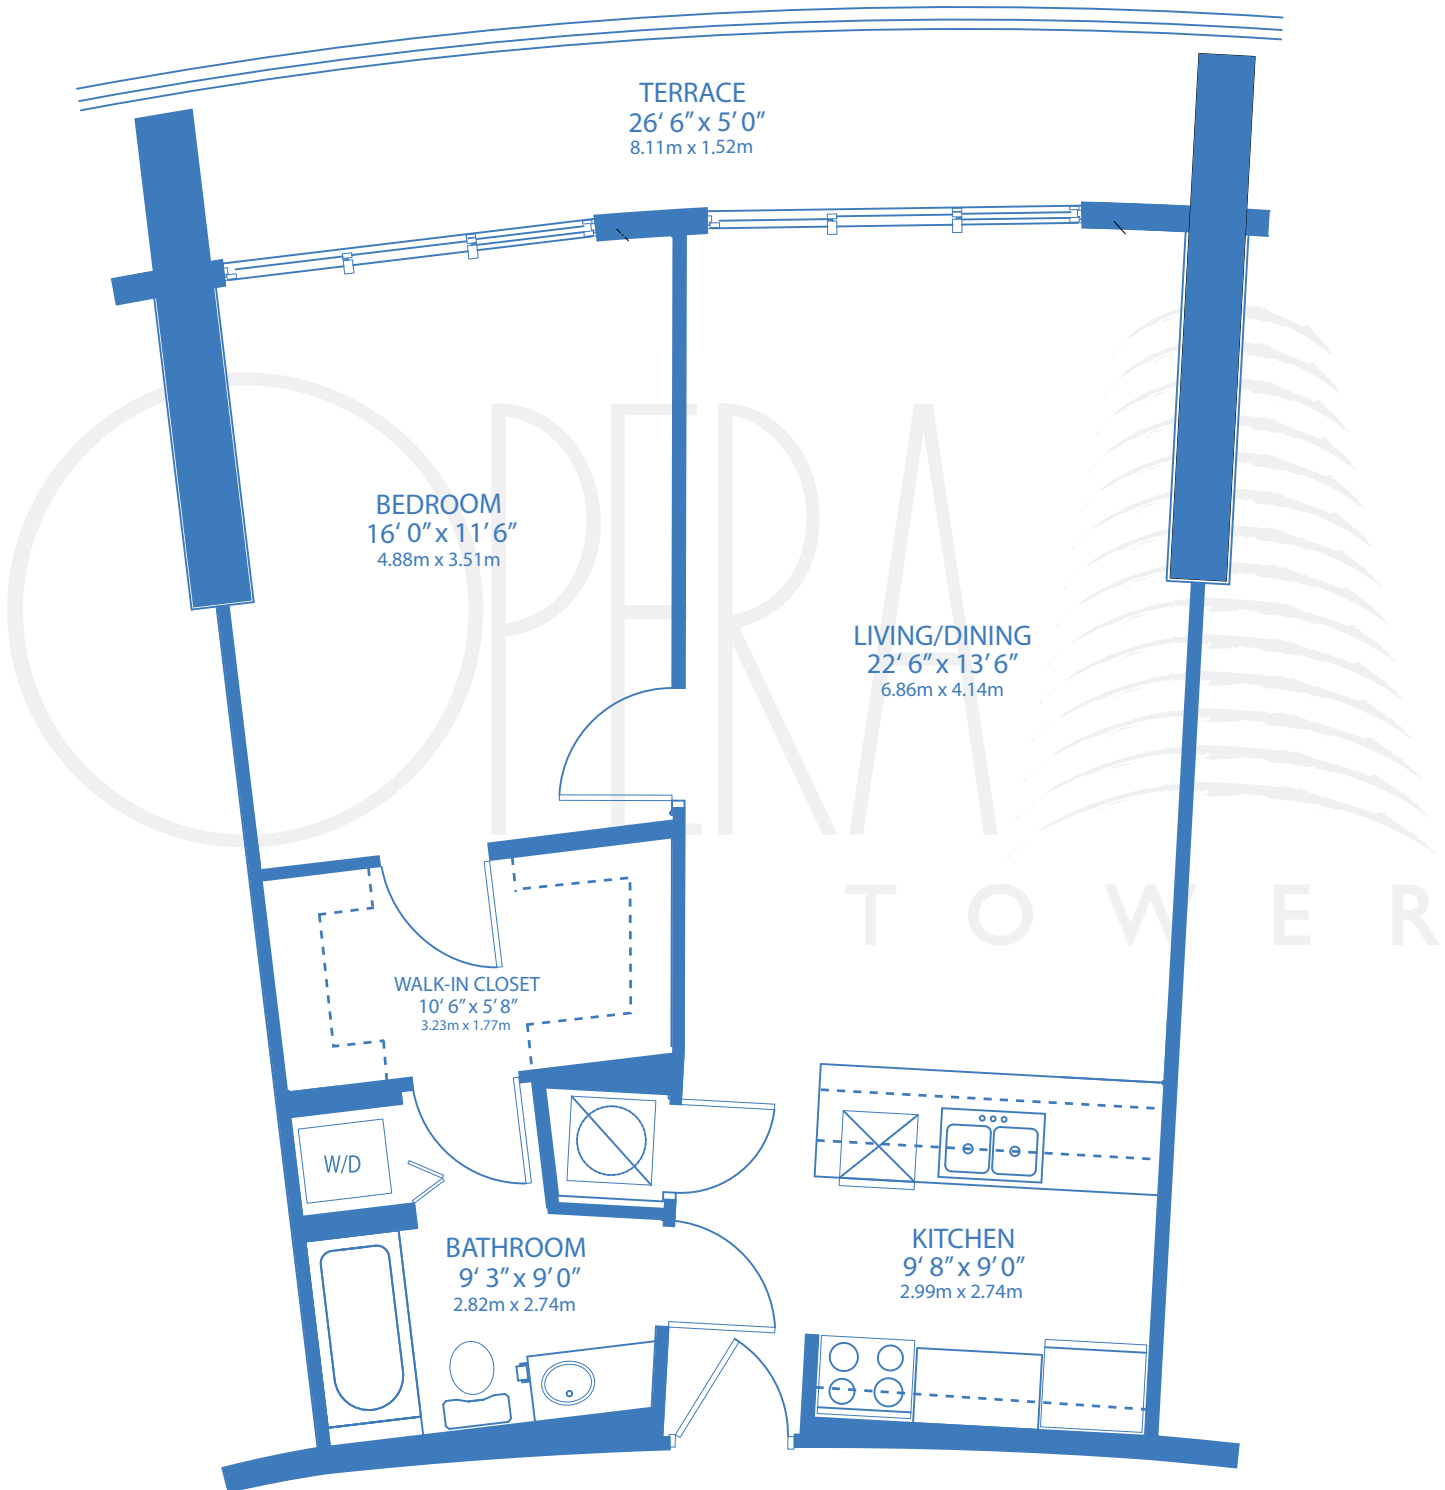 TERRACE
26‘ 6” x 5’ 0”
8.11m x 1.52m
BEDROOM
16‘ 0” x 11’ 6”
4.88m x 3.51m
LIVING/DINING
22‘ 6” x 13’ 6”
6.86m x 4.14m
OPERA
TOWER
WALK-IN CLOSET
10‘ 6” x 5’ 8”
3.23m x 1.77m
W/D
BATHROOM
9‘ 3” x 9’ 0”
2.82m x 2.74m
KITCHEN
9‘ 8” x 9’ 0”
2.99m x 2.74m